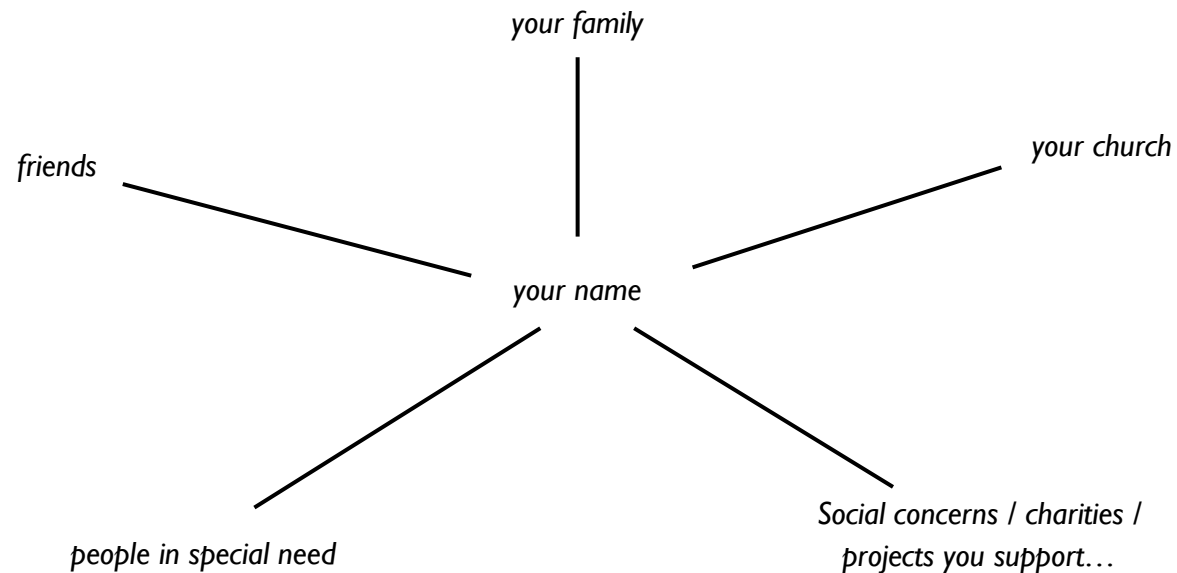 your family
friends
your church
your name
people in special need
Social concerns / charities /
projects you support…